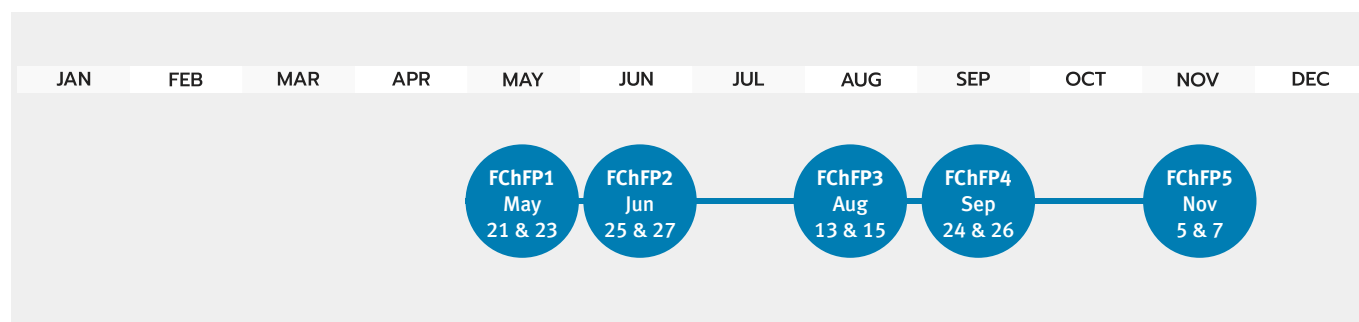 JAN FEB MAR APR MAY JUN JUL AUG SEP OCT NOV DEC
FChFP1
May
21 & 23
FChFP2
Jun
25 & 27
FChFP3
Aug
13 & 15
FChFP4
Sep
24 & 26
FChFP5
Nov
5 & 7